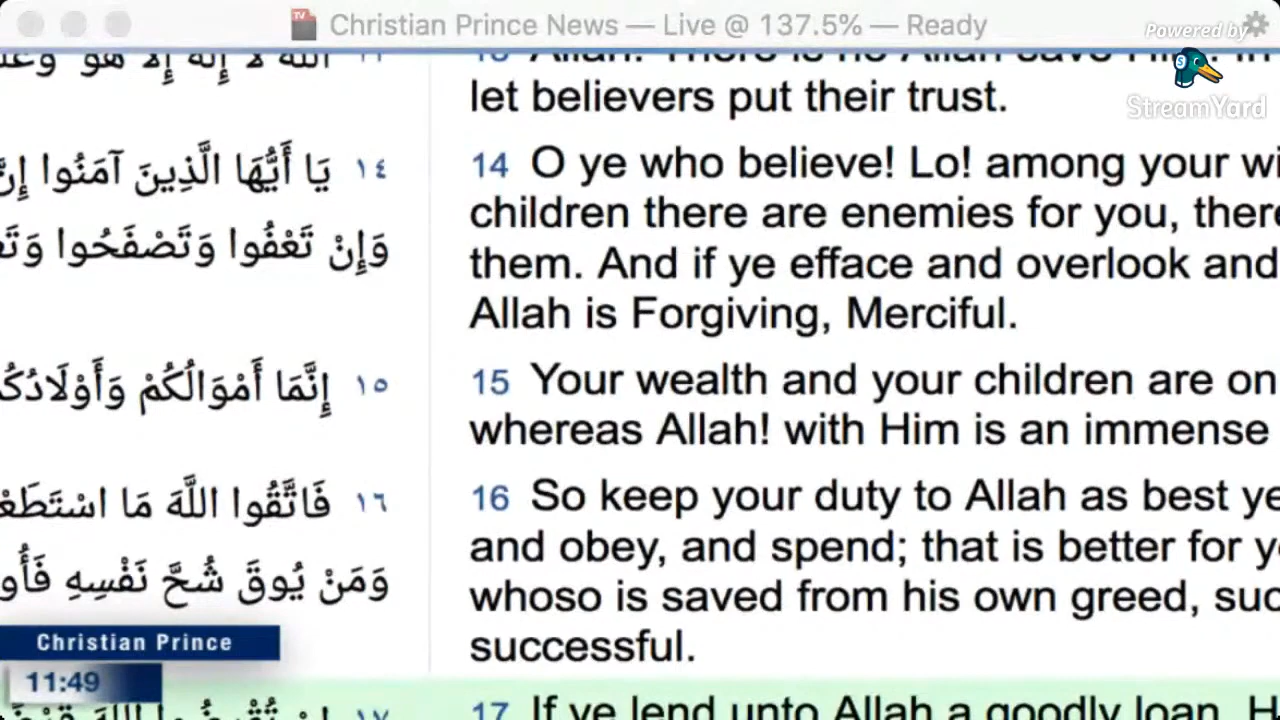 Christian Prince News — Live @ 137.5% — Ready
Powered by
StreamYard
let believers put their trust.
١٤ يَا أَيُّهَا الَّذِينَ آمَنُوا إِنَّ
وَإِنْ تَعْفُوا وَتَصْفَحُوا
14 O ye who believe! Lo! among your
children there are enemies for you,
them. And if ye efface and overlook and
Allah is Forgiving, Merciful.
١٥ إِنَّمَا أَمْوَالُكُمْ
15 Your wealth and your children are
whereas Allah! with Him is an immense
١٦ فَاتَّقُوا اللَّهَ مَا
وَمَنْ يُوقَ شُحَّ نَفْسِهِ
16 So keep your duty to Allah as best
and obey, and spend; that is better for
whoso is saved from his own greed,
successful.
17 If ye lend unto Allah a goodly loan,
Christian Prince
11:49